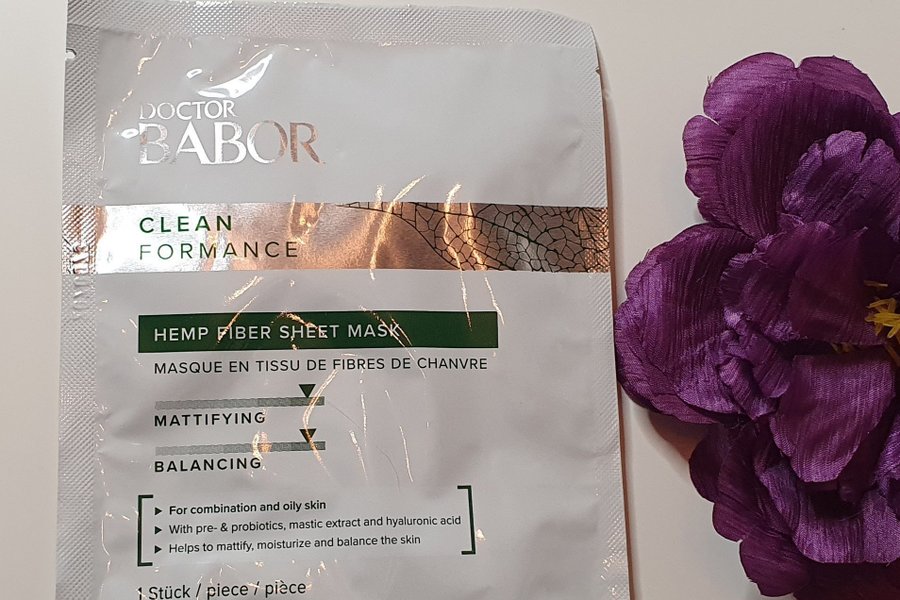 DOCTOR
BABOR
CLEAN
FORMANCE
HEMP FIBER SHEET MASK
MASQUE EN TISSU DE FIBRES DE CHANVRE
MATTIFYING
BALANCING
▶ For combination and oily skin
▶ With pre- & probiotics, mastic extract and hyaluronic acid
▶ Helps to mattify, moisturize and balance the skin
1 Stück / piece / pièce